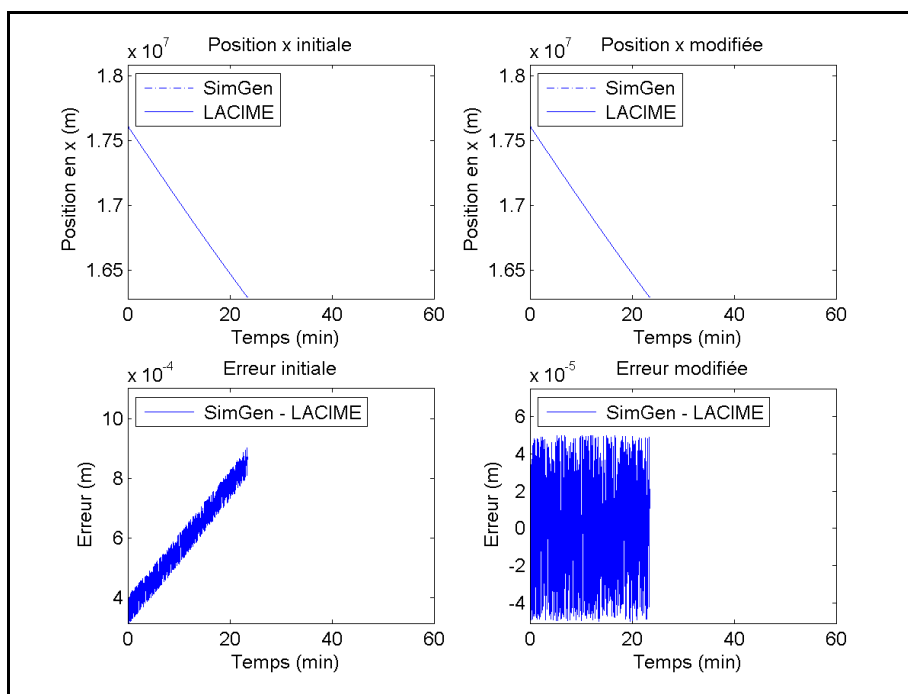 Position x initiale
x 10^7
1.8
1.75
1.7
1.65
Position en x (m)
SimGen
LACIME
0
20
40
60
Temps (min)
Position x modifiée
x 10^7
1.8
1.75
1.7
1.65
Position en x (m)
SimGen
LACIME
0
20
40
60
Temps (min)
Erreur initiale
x 10^-4
10
8
6
4
Erreur (m)
SimGen - LACIME
0
20
40
60
Temps (min)
Erreur modifiée
x 10^-5
6
4
2
0
-2
-4
Erreur (m)
SimGen - LACIME
0
20
40
60
Temps (min)